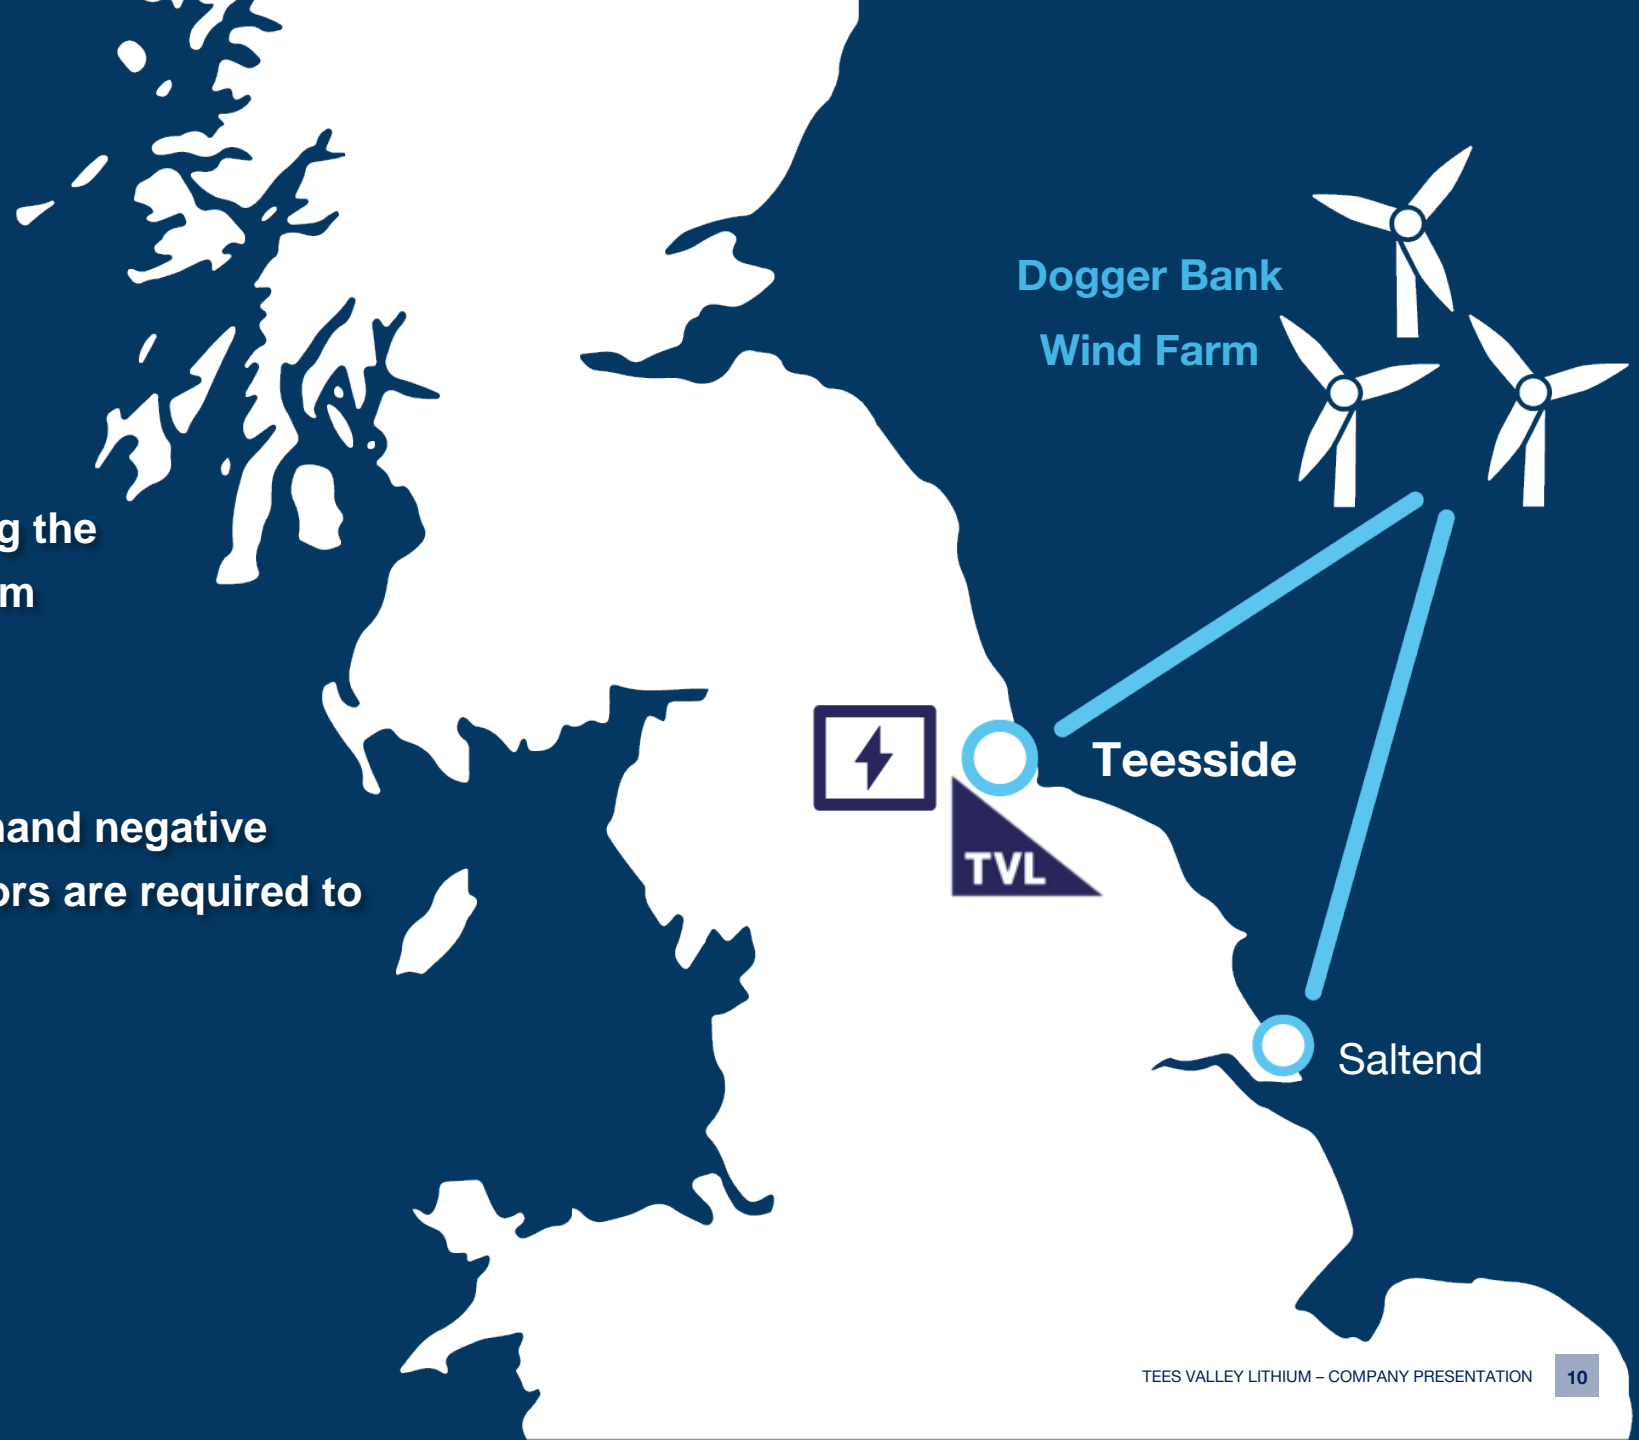 Dogger Bank
Wind Farm
g the
m
Teesside
and negative
ors are required to
TVL
Saltend
TEES VALLEY LITHIUM – COMPANY PRESENTATION 10